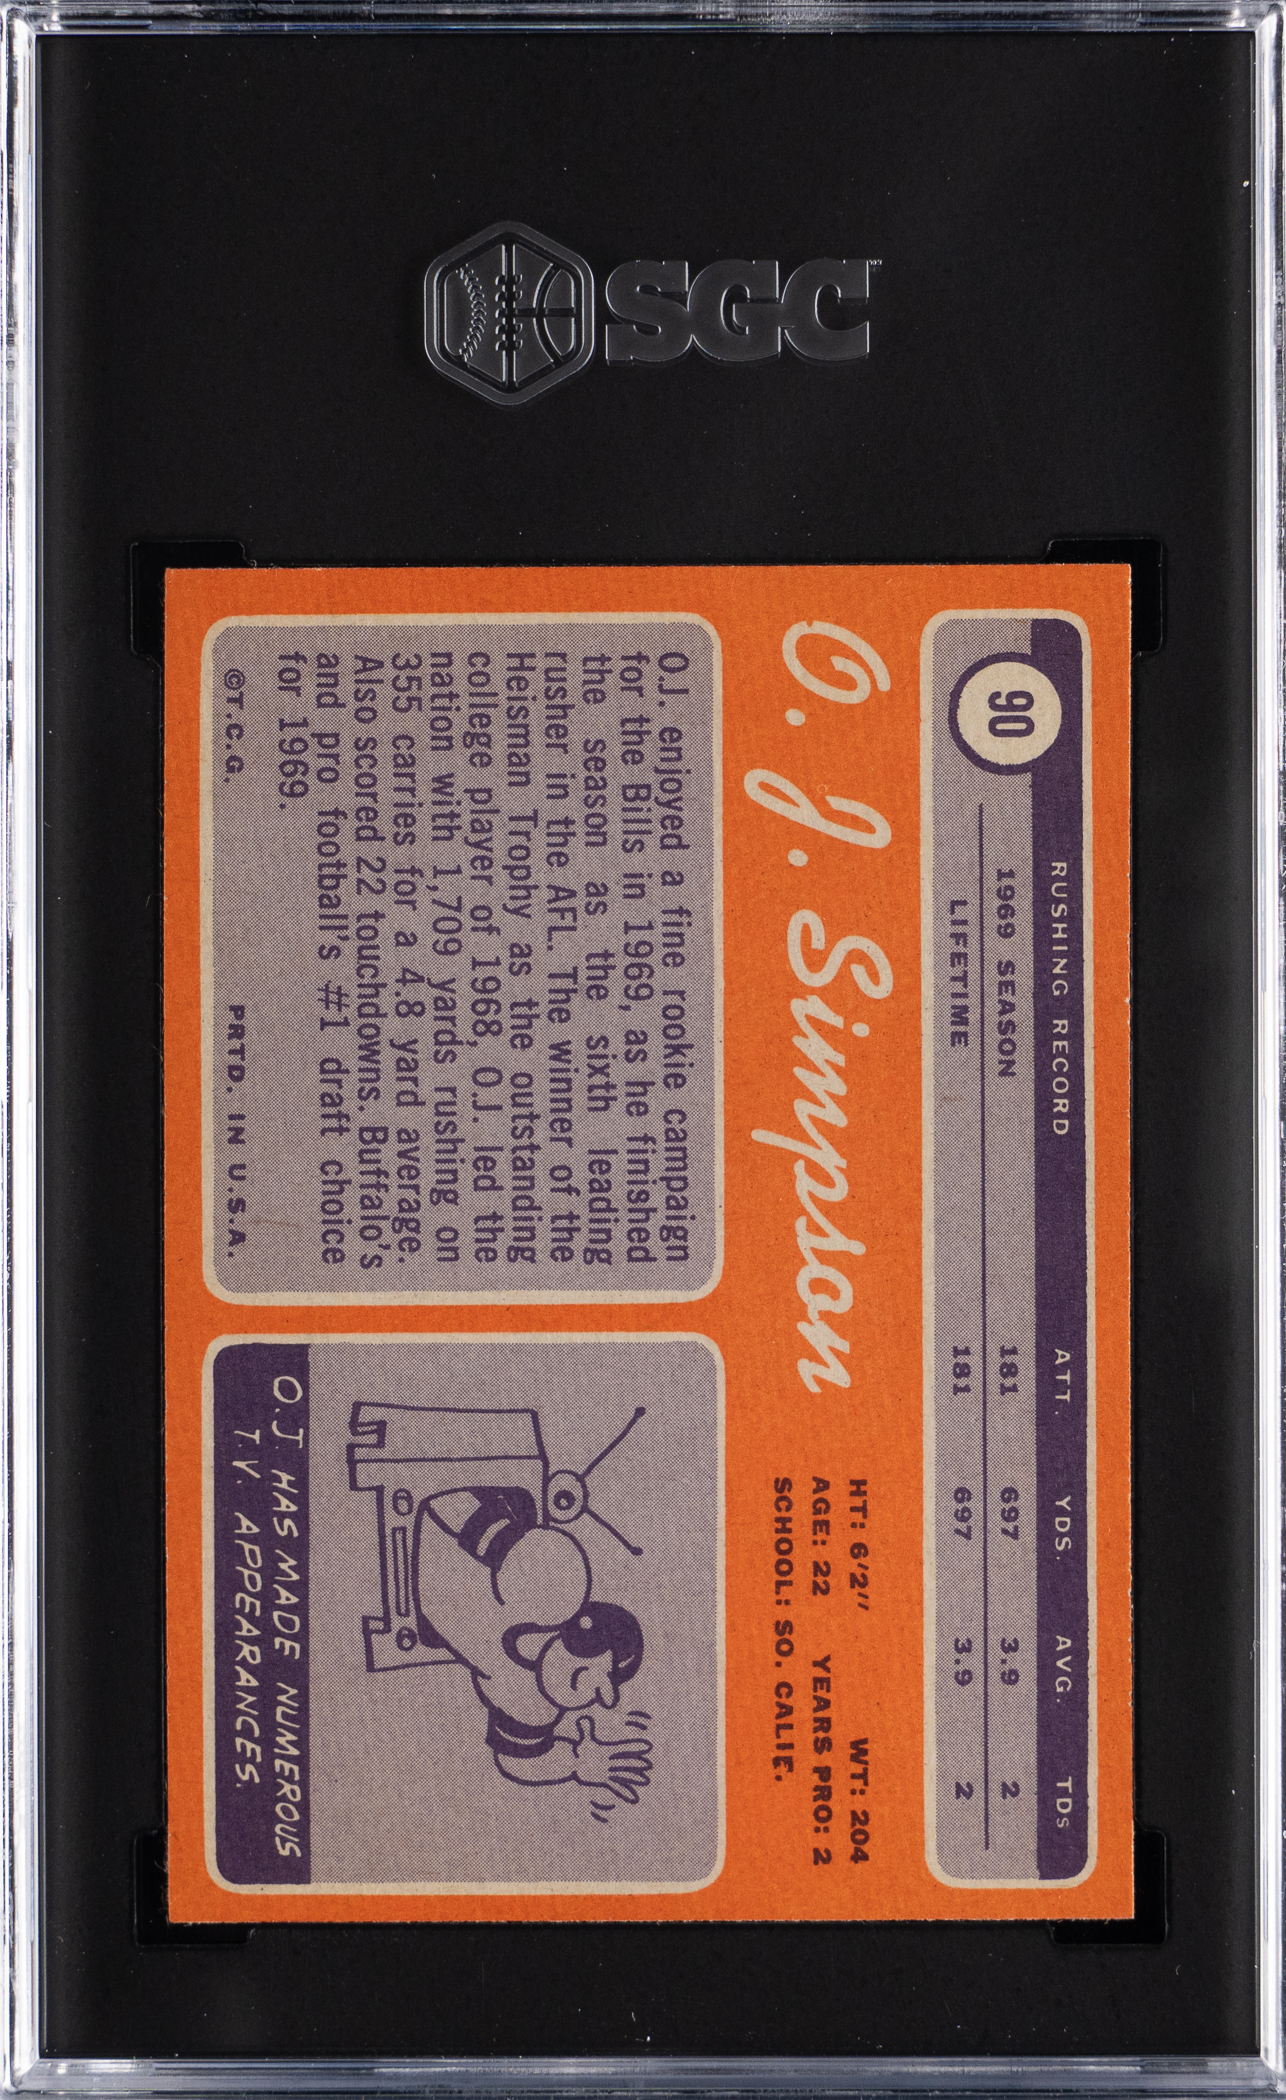 SGC
90
RUSHING RECORD ATT. YDS. AVG. TDS
1969 SEASON 181 697 3.9 2
LIFETIME 181 697 3.9 2
O. J. Simpson
HT: 6'2" WT: 204
AGE: 22 YEARS PRO: 2
SCHOOL: SO. CALIF.
O.J. enjoyed a fine rookie campaign
for the Bills in 1969, as he finished
the season as the sixth leading
rusher in the AFL. The winner of the
Heisman Trophy as the outstanding
college player of 1968, O.J. led the
nation with 1,709 yards rushing on
355 carries for a 4.8 yard average.
Also scored 22 touchdowns. Buffalo's
and pro football's #1 draft choice
for 1969.
©T.C.G. PRTD. IN U.S.A.
O.J. HAS MADE NUMEROUS
T.V. APPEARANCES.